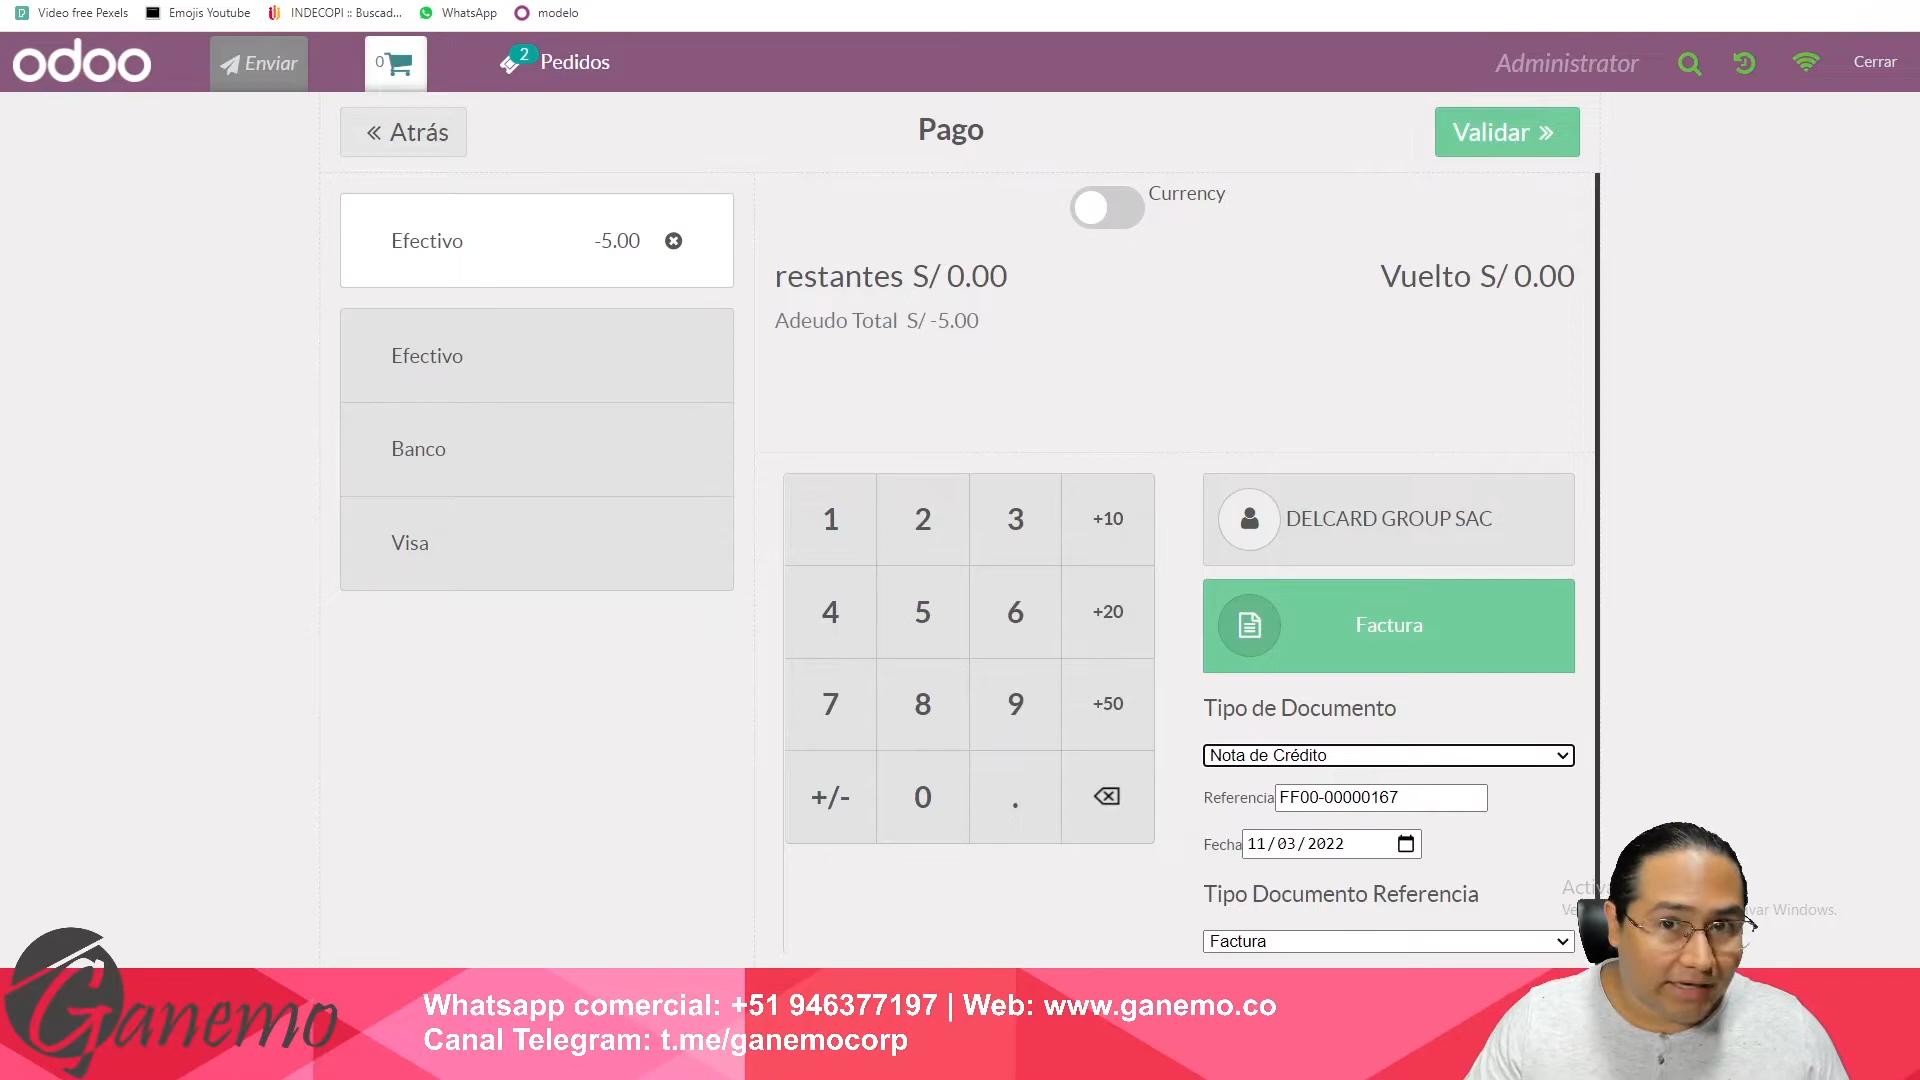 Video free Pexels Emojis Youtube INDECOPI :: Buscad... WhatsApp modelo
odoo Enviar 0 2 Pedidos Administrator Cerrar
Atrás Pago Validar
Currency
Efectivo -5.00
restantes S/ 0.00 Vuelto S/ 0.00
Adeudo Total S/ -5.00
Efectivo
Banco
Visa
1 2 3 +10
4 5 6 +20
7 8 9 +50
+/- 0 .
DELCARD GROUP SAC
Factura
Tipo de Documento
Nota de Crédito
Referencia FF00-00000167
Fecha 11/03/2022
Tipo Documento Referencia
Factura
var Windows.
Ganemo
Whatsapp comercial: +51 946377197 | Web: www.ganemo.co
Canal Telegram: t.me/ganemocorp